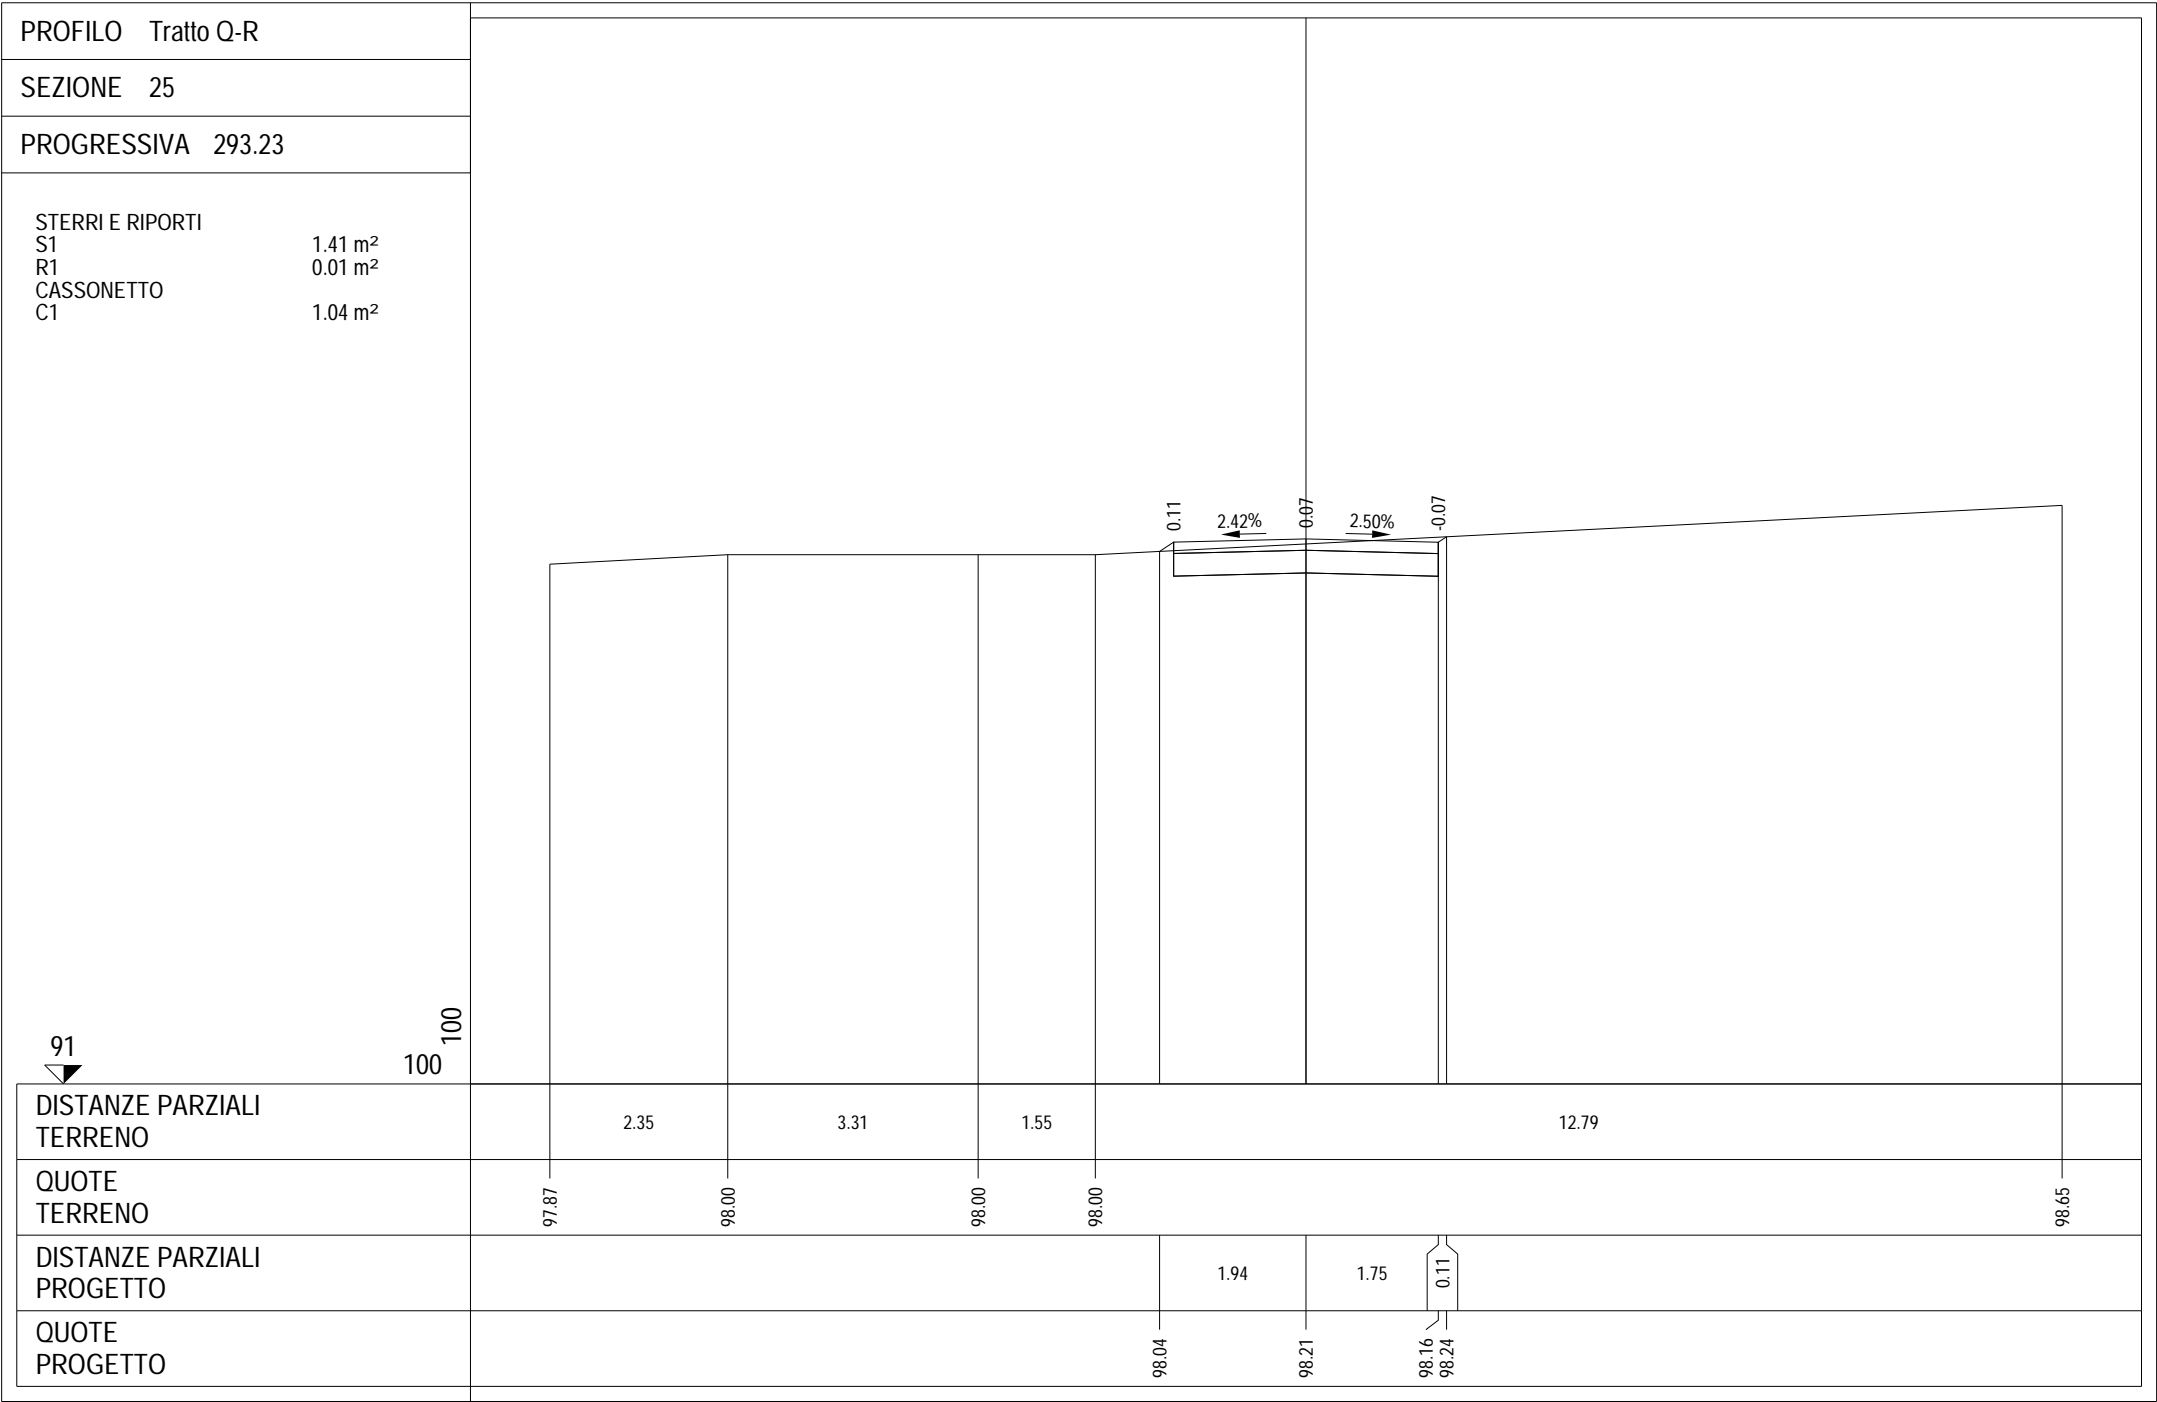 PROFILO Tratto Q-R
SEZIONE 25
PROGRESSIVA 293.23
STERRI E RIPORTI
S1 1.41 m²
R1 0.01 m²
CASSONETTO
C1 1.04 m²
0.11
2.42%
0.07
2.50%
-0.07
91
100
100
DISTANZE PARZIALI
TERRENO
2.35 3.31 1.55 12.79
QUOTE
TERRENO
97.87 98.00 98.00 98.00 98.65
DISTANZE PARZIALI
PROGETTO
1.94 1.75 0.11
QUOTE
PROGETTO
98.04 98.21 98.16 98.24